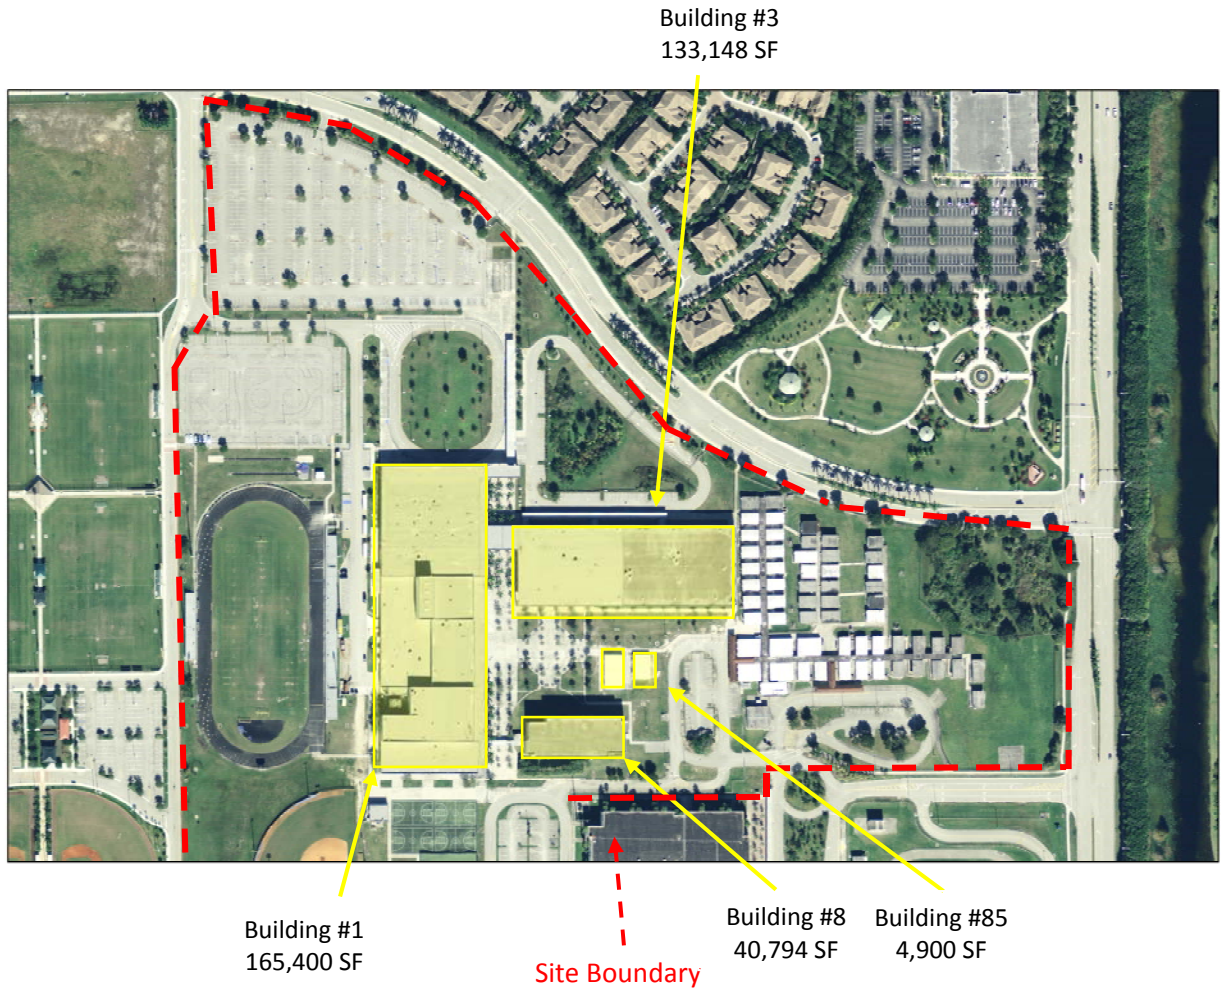 Building #3
133,148 SF
Building #1
165,400 SF
Building #8
40,794 SF
Building #85
4,900 SF
Site Boundary